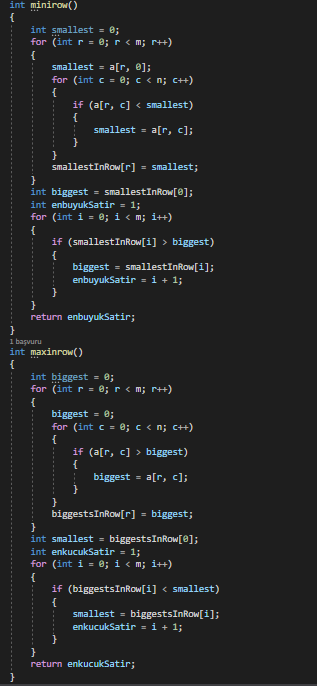 int minirow()
{
int smallest = 0;
for (int r = 0; r < m; r++)
{
smallest = a[r, 0];
for (int c = 0; c < n; c++)
{
if (a[r, c] < smallest)
{
smallest = a[r, c];
}
}
smallestInRow[r] = smallest;
}
int biggest = smallestInRow[0];
int enbuyukSatir = 1;
for (int i = 0; i < m; i++)
{
if (smallestInRow[i] > biggest)
{
biggest = smallestInRow[i];
enbuyukSatir = i + 1;
}
}
return enbuyukSatir;
}
1 başvuru
int maxinrow()
{
int biggest = 0;
for (int r = 0; r < m; r++)
{
biggest = 0;
for (int c = 0; c < n; c++)
{
if (a[r, c] > biggest)
{
biggest = a[r, c];
}
}
biggestsInRow[r] = biggest;
}
int smallest = biggestsInRow[0];
int enkucukSatir = 1;
for (int i = 0; i < m; i++)
{
if (biggestsInRow[i] < smallest)
{
smallest = biggestsInRow[i];
enkucukSatir = i + 1;
}
}
return enkucukSatir;
}